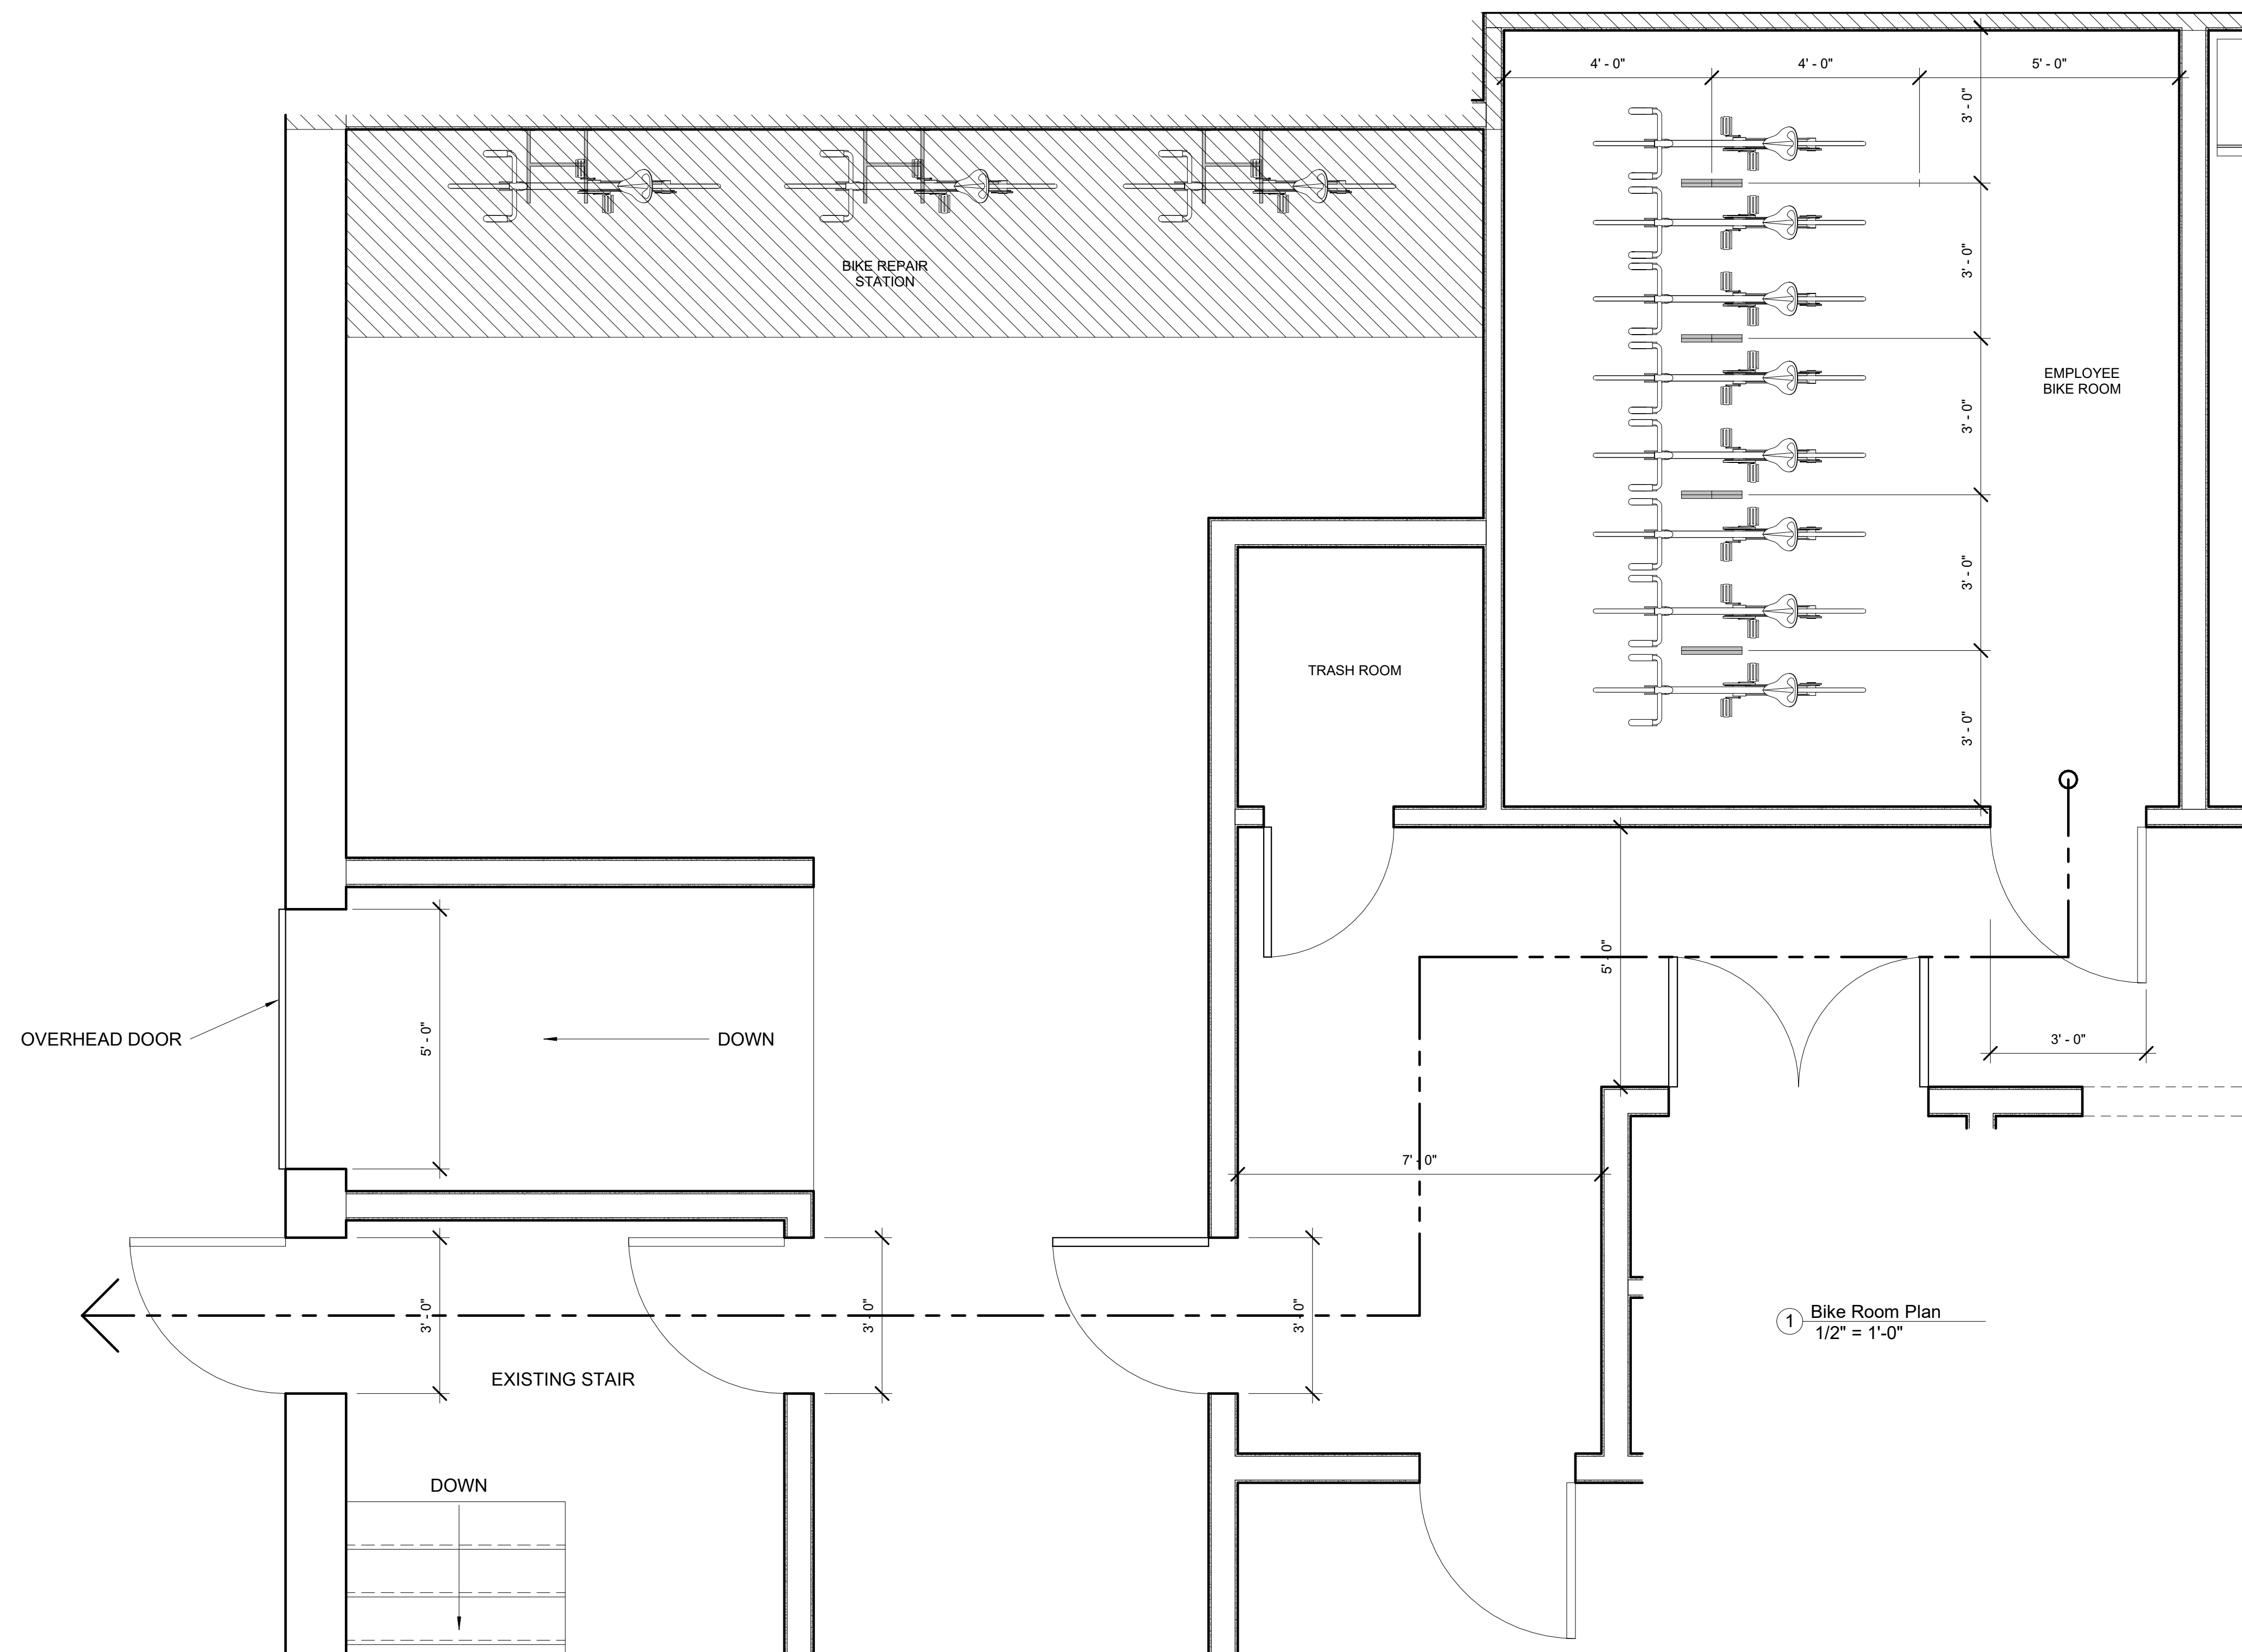 4' - 0"
4' - 0"
5' - 0"
3' - 0"
3' - 0"
3' - 0"
3' - 0"
3' - 0"
BIKE REPAIR
STATION
EMPLOYEE
BIKE ROOM
TRASH ROOM
5' - 0"
OVERHEAD DOOR
5' - 0"
DOWN
3' - 0"
7' - 0"
3' - 0"
3' - 0"
3' - 0"
EXISTING STAIR
1
Bike Room Plan
1/2" = 1'-0"
DOWN